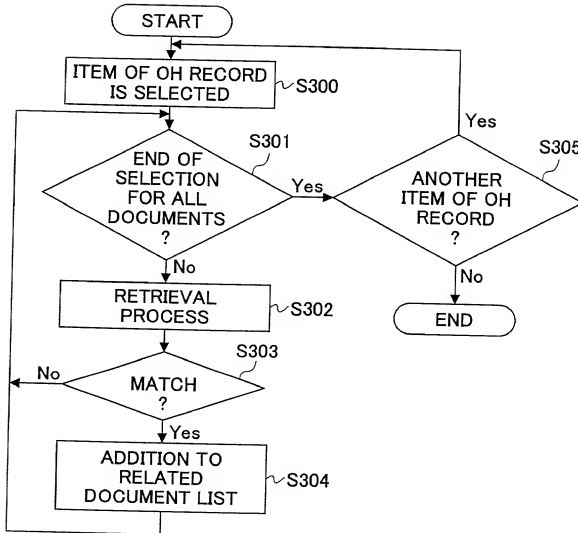 START
ITEM OF OH RECORD
IS SELECTED
S300
S301
END OF
SELECTION
FOR ALL
DOCUMENTS
?
Yes
No
Yes
S305
ANOTHER
ITEM OF OH
RECORD
?
No
END
RETRIEVAL
PROCESS
S302
S303
MATCH
?
No
Yes
ADDITION TO
RELATED
DOCUMENT LIST
S304